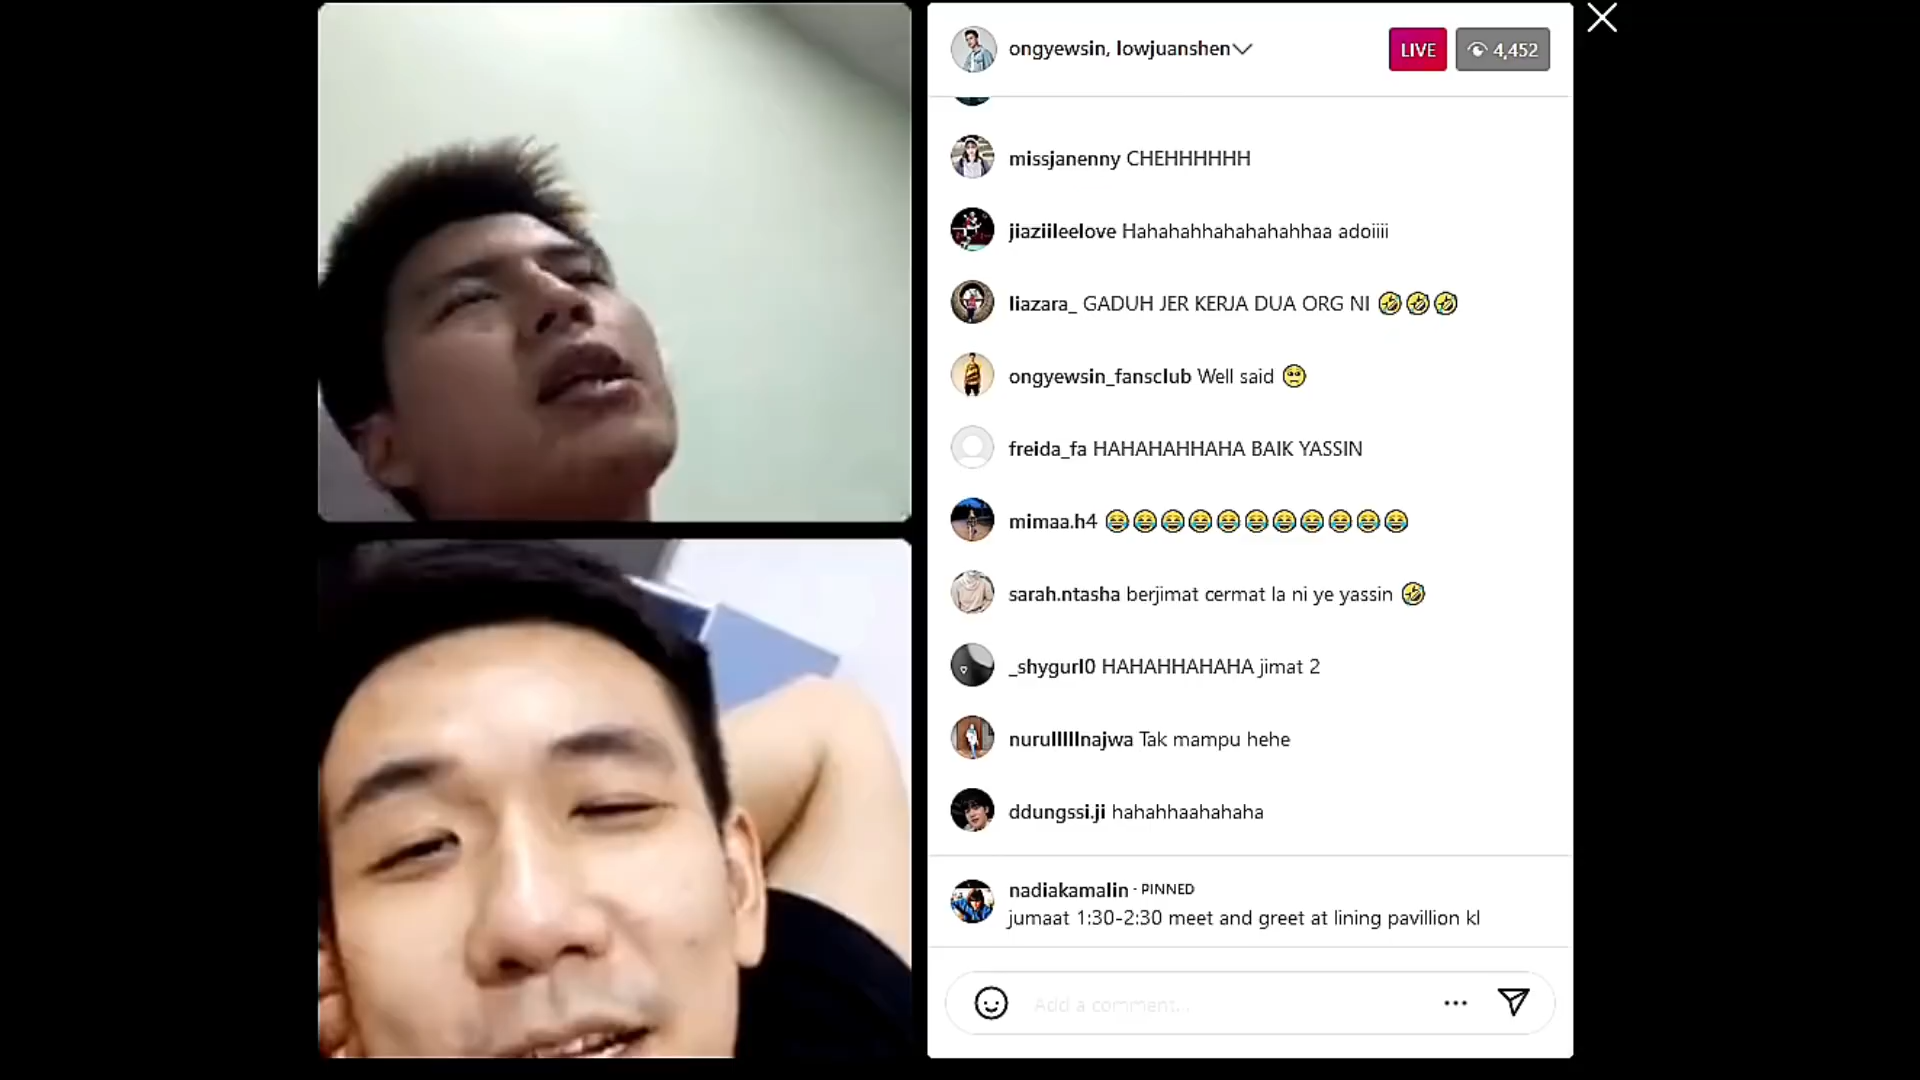 ongyewsin, lowjuanshen
LIVE
4,452
missjanenny CHEHHHHHH
jiaziileelove Hahahahhahahahahhaa adoiiii
liazara_ GADUH JER KERJA DUA ORG NI 🤣🤣🤣
ongyewsin_fansclub Well said 🥺
freida_fa HAHAHAHHAHA BAIK YASSIN
mimaa.h4 😂😂😂😂😂😂😂😂😂😂😂
sarah.ntasha berjimat cermat la ni ye yassin 🤣
_shygurl0 HAHAHHAHAHA jimat 2
nurulllllnajwa Tak mampu hehe
ddungssi.ji hahahhaahahaha
nadiakamalin · PINNED
jumaat 1:30-2:30 meet and greet at lining pavillion kl
Add a comment...